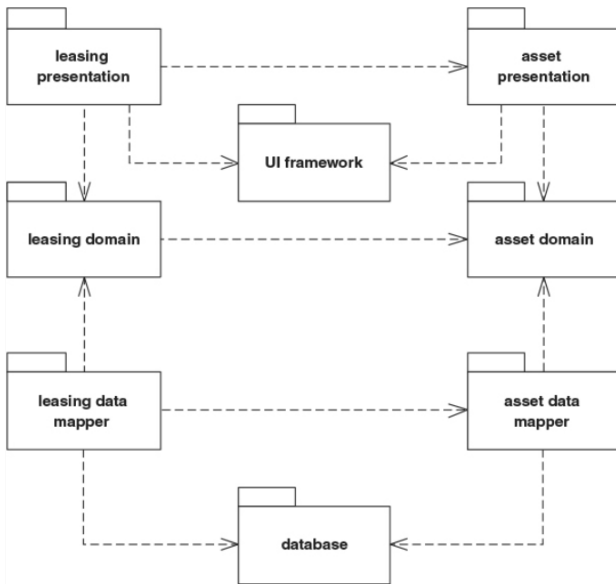 leasing
presentation
asset
presentation
UI framework
leasing domain
asset domain
leasing data
mapper
asset data
mapper
database